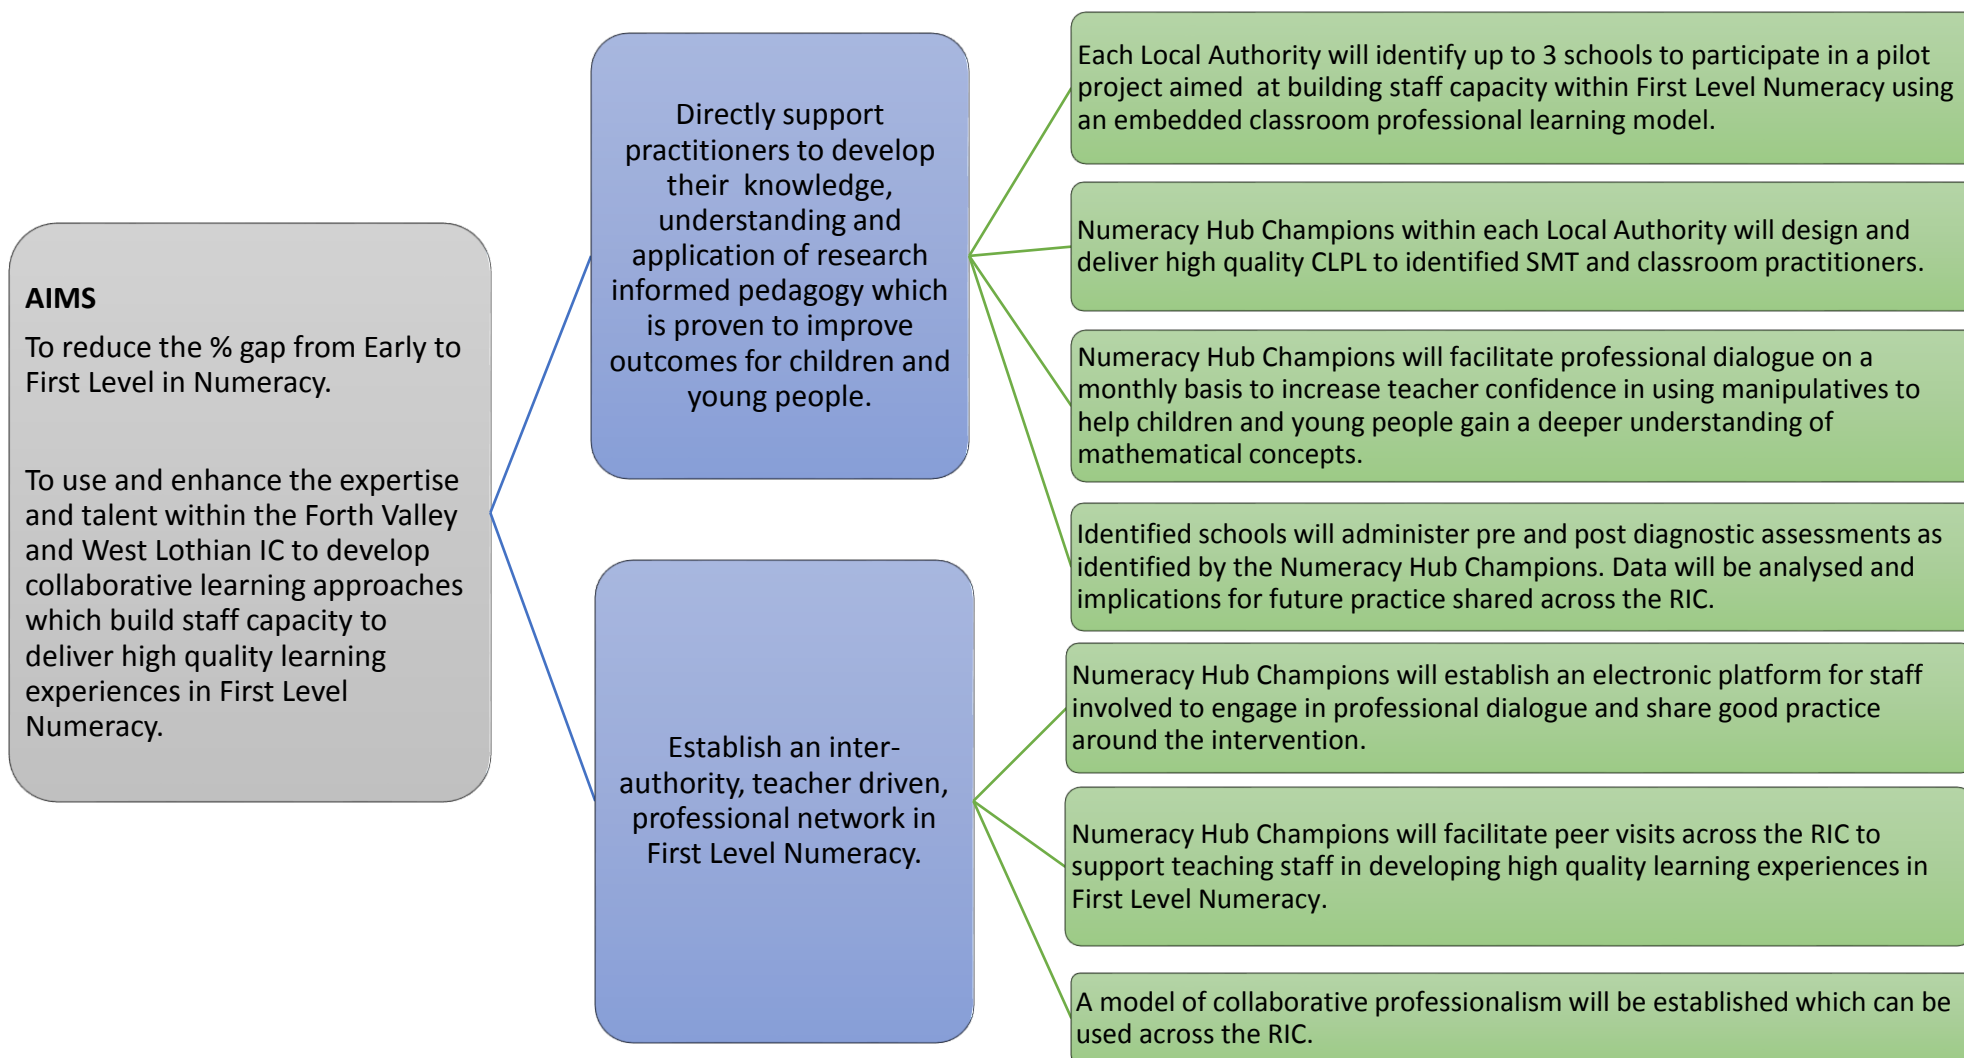 AIMS
To reduce the % gap from Early to
First Level in Numeracy.
To use and enhance the expertise
and talent within the Forth Valley
and West Lothian IC to develop
collaborative learning approaches
which build staff capacity to
deliver high quality learning
experiences in First Level
Numeracy.
Directly support
practitioners to develop
their knowledge,
understanding and
application of research
informed pedagogy which
is proven to improve
outcomes for children and
young people.
Establish an inter-
authority, teacher driven,
professional network in
First Level Numeracy.
Each Local Authority will identify up to 3 schools to participate in a pilot
project aimed at building staff capacity within First Level Numeracy using
an embedded classroom professional learning model.
Numeracy Hub Champions within each Local Authority will design and
deliver high quality CLPL to identified SMT and classroom practitioners.
Numeracy Hub Champions will facilitate professional dialogue on a
monthly basis to increase teacher confidence in using manipulatives to
help children and young people gain a deeper understanding of
mathematical concepts.
Identified schools will administer pre and post diagnostic assessments as
identified by the Numeracy Hub Champions. Data will be analysed and
implications for future practice shared across the RIC.
Numeracy Hub Champions will establish an electronic platform for staff
involved to engage in professional dialogue and share good practice
around the intervention.
Numeracy Hub Champions will facilitate peer visits across the RIC to
support teaching staff in developing high quality learning experiences in
First Level Numeracy.
A model of collaborative professionalism will be established which can be
used across the RIC.